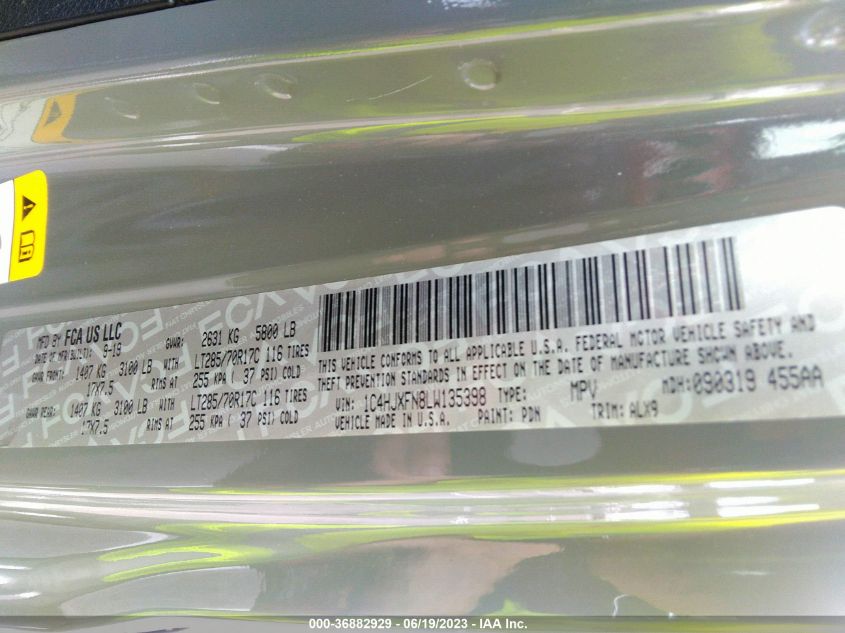 MFD BY FCA US LLC
DATE OF MFR(BUILT): 9-19 GVWR: 2631 KG 5800 LB
GAWR FRONT: 1407 KG 3100 LB WITH LT285/70R17C 116 TIRES
17X7.5 RIMS AT 255 KPA ( 37 PSI) COLD
GAWR REAR: 1407 KG 3100 LB WITH LT285/70R17C 116 TIRES
17X7.5 RIMS AT 255 KPA ( 37 PSI) COLD
THIS VEHICLE CONFORMS TO ALL APPLICABLE U.S.A. FEDERAL MOTOR VEHICLE SAFETY AND
THEFT PREVENTION STANDARDS IN EFFECT ON THE DATE OF MANUFACTURE SHOWN ABOVE.
VIN: 1C4HJXFN8LW135398 TYPE: MPV MDH: 090319 455AA
VEHICLE MADE IN U.S.A. PAINT: PDN TRIM: ALX9
000-36882929 - 06/19/2023 - IAA Inc.